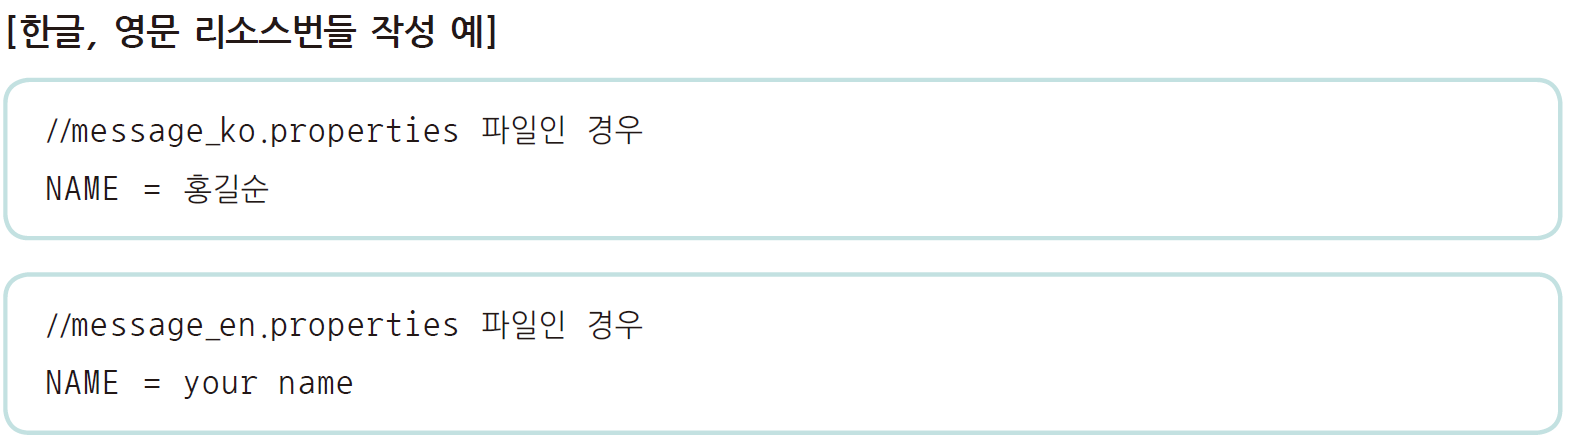 [한글, 영문 리소스번들 작성 예]
//message_ko.properties 파일인 경우
NAME = 홍길순
//message_en.properties 파일인 경우
NAME = your name